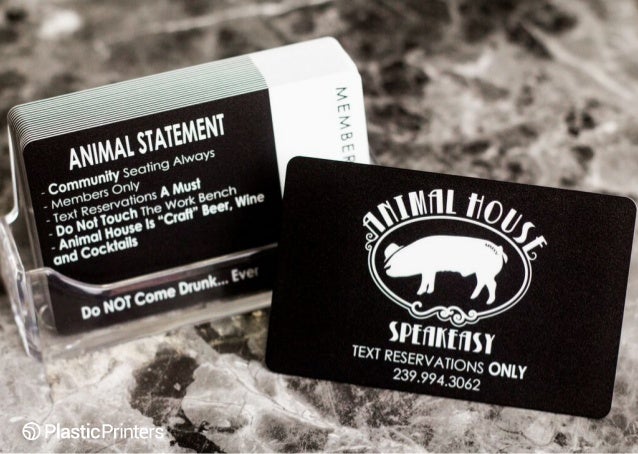 ANIMAL STATEMENT
- Community Seating Always
- Members Only
- Text Reservations A Must
- Do Not Touch The Work Bench
- Animal House Is "Craft" Beer, Wine
and Cocktails
Do NOT Come Drunk... Ever
MEMBER
ANIMAL HOUSE
SPEAKEASY
TEXT RESERVATIONS ONLY
239.994.3062
PlasticPrinters